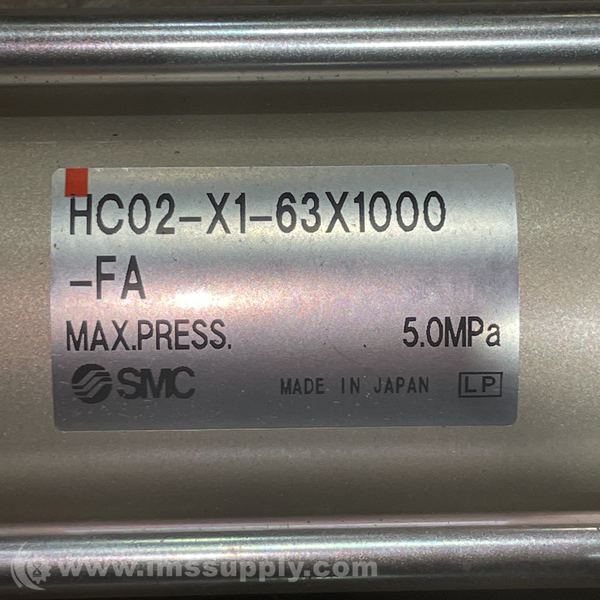 HC02-X1-63X1000
-FA
MAX.PRESS. 5.0MPa
SMC MADE IN JAPAN LP
www.imssupply.com